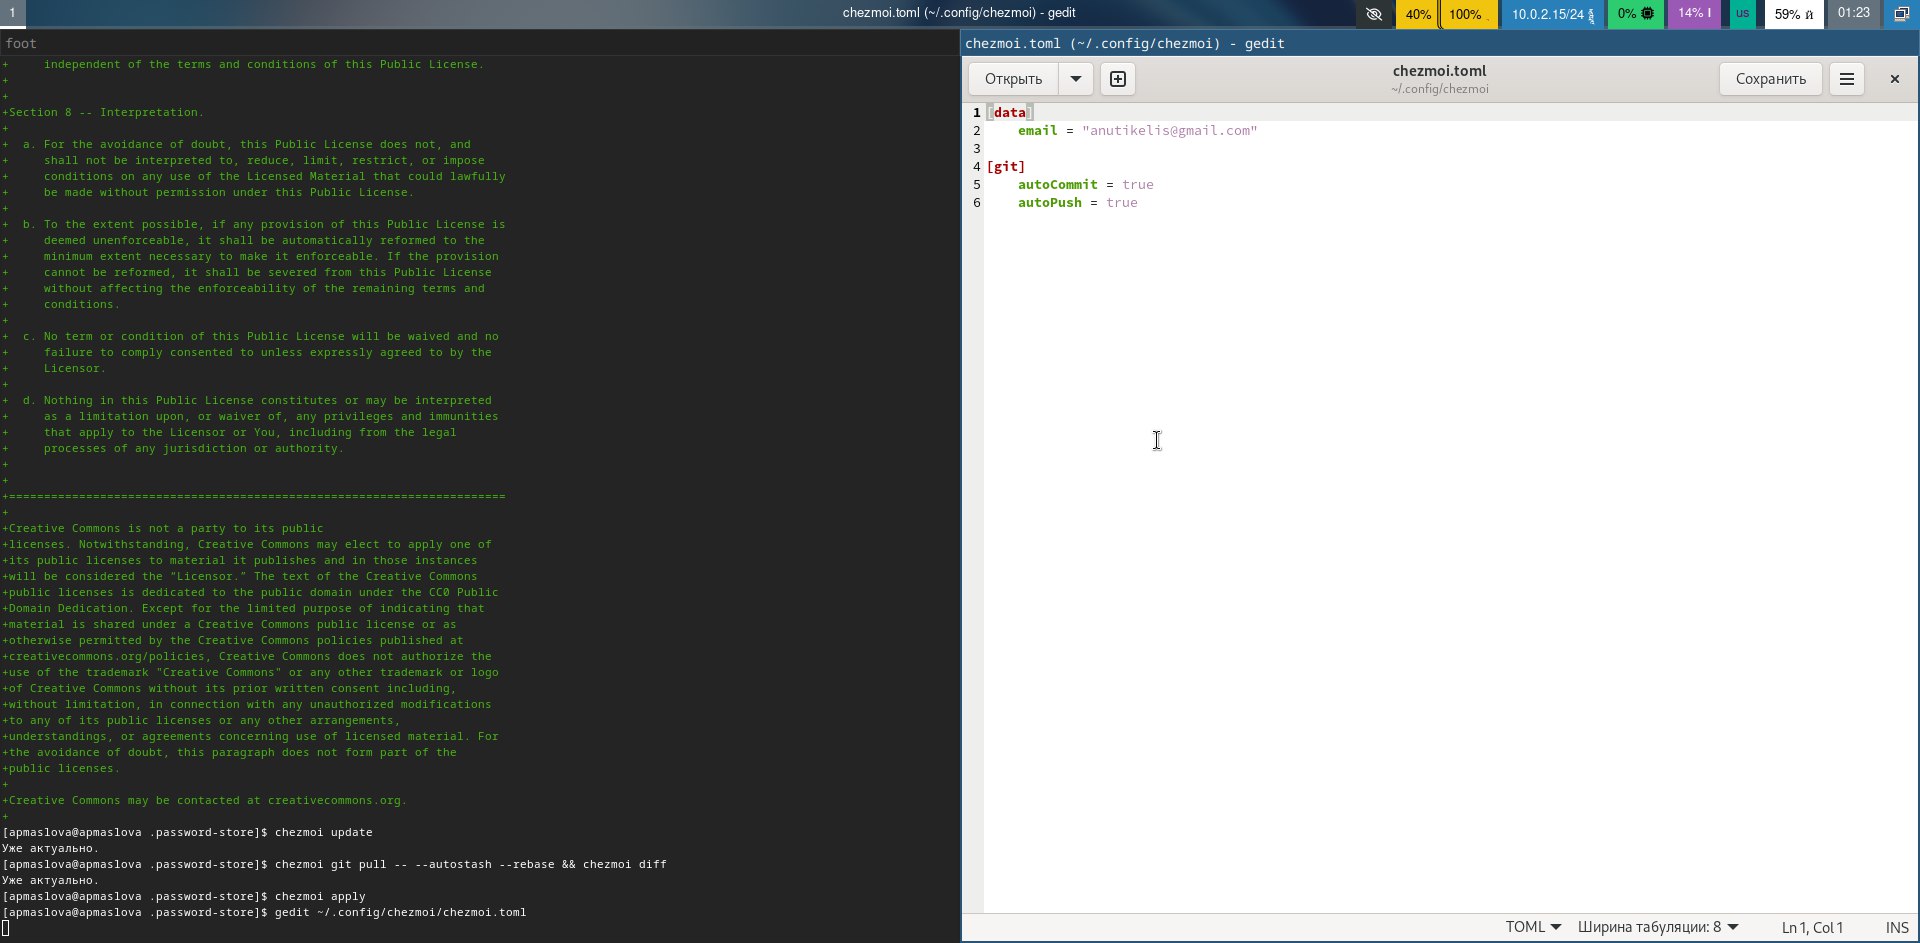 1
chezmoi.toml (~/.config/chezmoi) - gedit
40%
100%
10.0.2.15/24
0%
14%
us
59%
01:23
foot
+     independent of the terms and conditions of this Public License.
+
+
+Section 8 -- Interpretation.
+
+  a. For the avoidance of doubt, this Public License does not, and
+     shall not be interpreted to, reduce, limit, restrict, or impose
+     conditions on any use of the Licensed Material that could lawfully
+     be made without permission under this Public License.
+
+  b. To the extent possible, if any provision of this Public License is
+     deemed unenforceable, it shall be automatically reformed to the
+     minimum extent necessary to make it enforceable. If the provision
+     cannot be reformed, it shall be severed from this Public License
+     without affecting the enforceability of the remaining terms and
+     conditions.
+
+  c. No term or condition of this Public License will be waived and no
+     failure to comply consented to unless expressly agreed to by the
+     Licensor.
+
+  d. Nothing in this Public License constitutes or may be interpreted
+     as a limitation upon, or waiver of, any privileges and immunities
+     that apply to the Licensor or You, including from the legal
+     processes of any jurisdiction or authority.
+
+
+=======================================================================
+
+Creative Commons is not a party to its public
+licenses. Notwithstanding, Creative Commons may elect to apply one of
+its public licenses to material it publishes and in those instances
+will be considered the “Licensor.” The text of the Creative Commons
+public licenses is dedicated to the public domain under the CC0 Public
+Domain Dedication. Except for the limited purpose of indicating that
+material is shared under a Creative Commons public license or as
+otherwise permitted by the Creative Commons policies published at
+creativecommons.org/policies, Creative Commons does not authorize the
+use of the trademark "Creative Commons" or any other trademark or logo
+of Creative Commons without its prior written consent including,
+without limitation, in connection with any unauthorized modifications
+to any of its public licenses or any other arrangements,
+understandings, or agreements concerning use of licensed material. For
+the avoidance of doubt, this paragraph does not form part of the
+public licenses.
+
+Creative Commons may be contacted at creativecommons.org.
+
[apmaslova@apmaslova .password-store]$ chezmoi update
Уже актуально.
[apmaslova@apmaslova .password-store]$ chezmoi git pull -- --autostash --rebase && chezmoi diff
Уже актуально.
[apmaslova@apmaslova .password-store]$ chezmoi apply
[apmaslova@apmaslova .password-store]$ gedit ~/.config/chezmoi/chezmoi.toml
chezmoi.toml (~/.config/chezmoi) - gedit
Открыть
chezmoi.toml
~/.config/chezmoi
Сохранить
1 [data]
2     email = "anutikelis@gmail.com"
3
4 [git]
5     autoCommit = true
6     autoPush = true
TOML
Ширина табуляции: 8
Ln 1, Col 1
INS